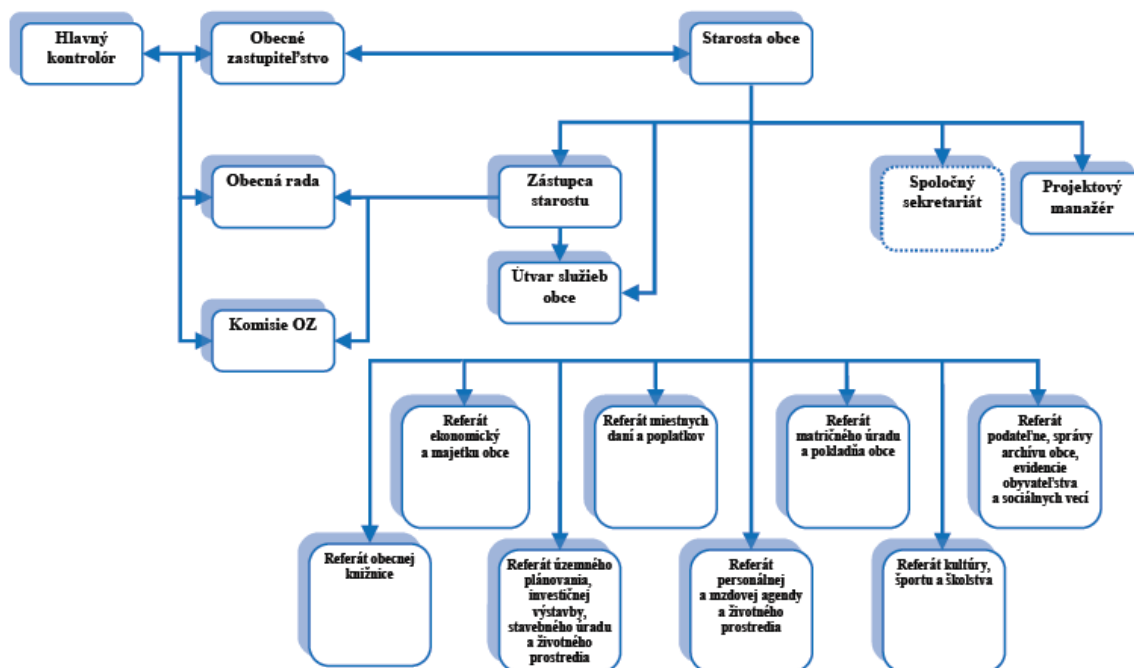 Hlavný
kontrolór
Obecné
zastupiteľstvo
Starosta obce
Obecná rada
Zástupca
starostu
Spoločný
sekretariát
Projektový
manažér
Útvar služieb
obce
Komisie OZ
Referát
ekonomický
a majetku obce
Referát miestnych
daní a poplatkov
Referát
matričného úradu
a pokladňa obce
Referát
podateľne, správy
archívu obce,
evidencie
obyvateľstva
a sociálnych vecí
Referát obecnej
knižnice
Referát územného
plánovania,
investičnej
výstavby,
stavebného úradu
a životného
prostredia
Referát
personálnej
a mzdovej agendy
a životného
prostredia
Referát kultúry,
športu a školstva